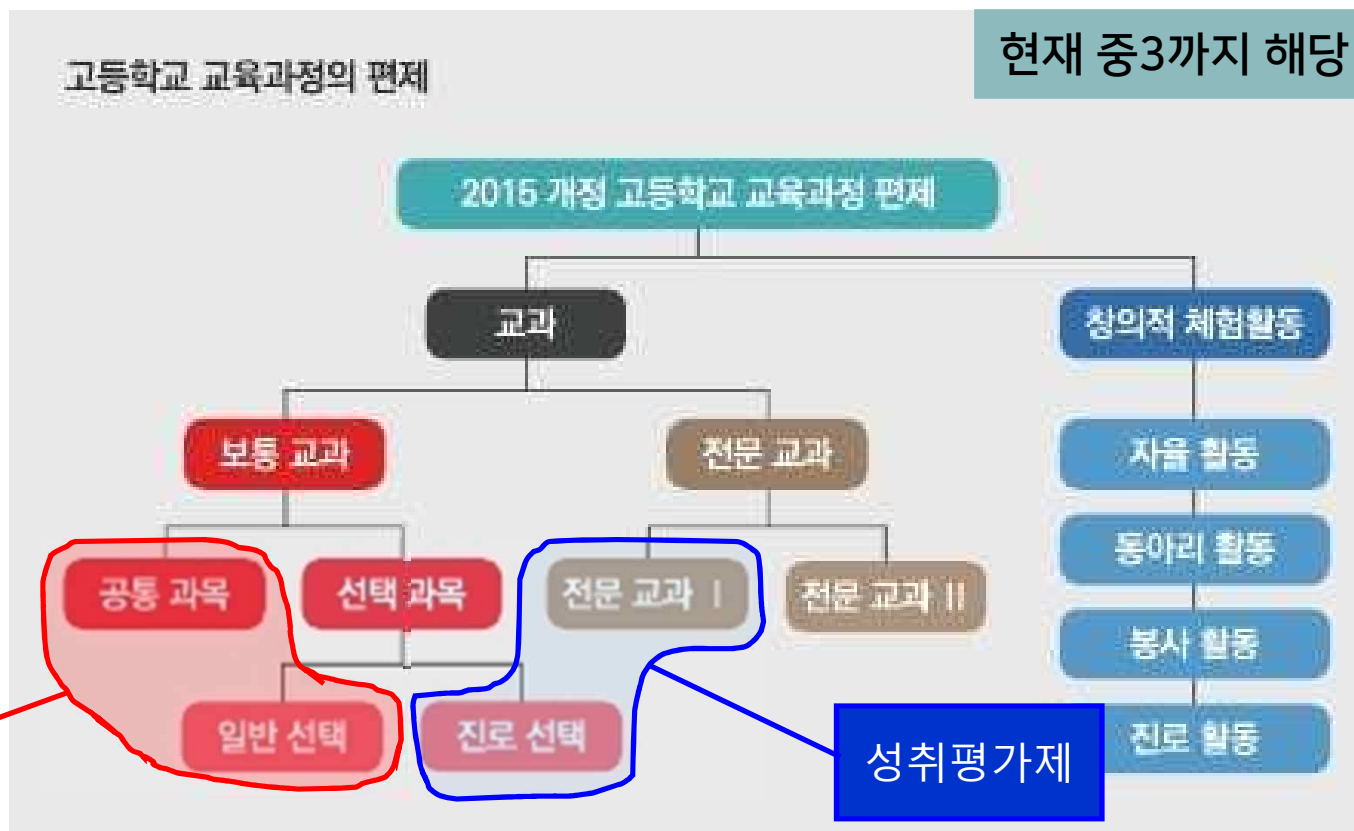 현재 중3까지 해당
고등학교 교육과정의 편제
2015 개정 고등학교 교육과정 편제
교과
창의적 체험활동
보통 교과
전문 교과
자율 활동
동아리 활동
공통 과목
선택 과목
전문 교과 Ⅰ
전문 교과 Ⅱ
봉사 활동
일반 선택
진로 선택
성취평가제
진로 활동